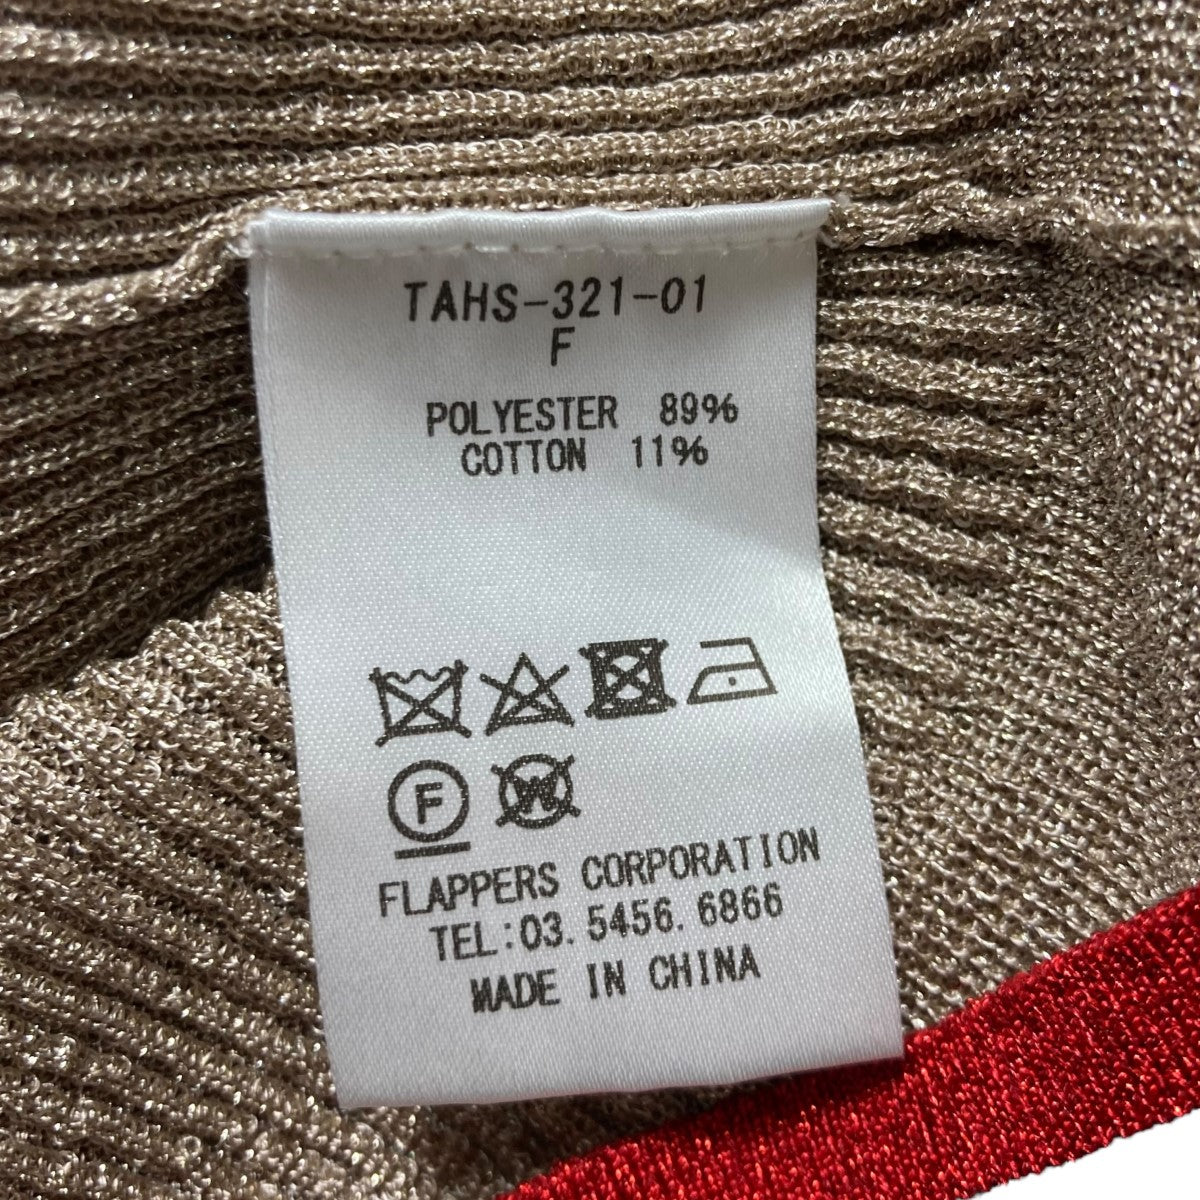 TAHS-321-01
F
POLYESTER 89%
COTTON 11%
F W
FLAPPERS CORPORATION
TEL:03. 5456. 6866
MADE IN CHINA